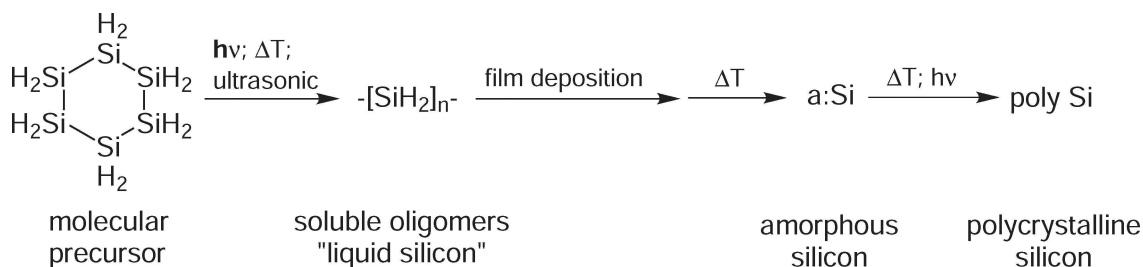 H2
Si
H2Si SiH2
H2Si SiH2
Si
H2
hν; ΔT;
ultrasonic
-[SiH2]n-
film deposition
ΔT
a:Si
ΔT; hν
poly Si
molecular
precursor
soluble oligomers
"liquid silicon"
amorphous
silicon
polycrystalline
silicon